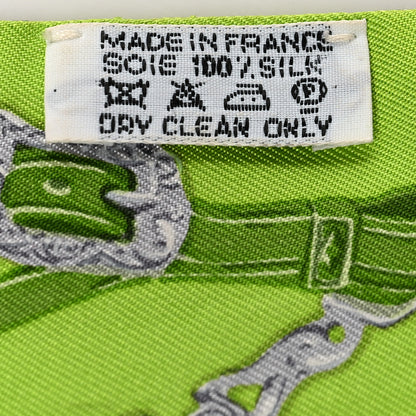 MADE IN FRANCE
SOIE 100% SILK
P
DRY CLEAN ONLY